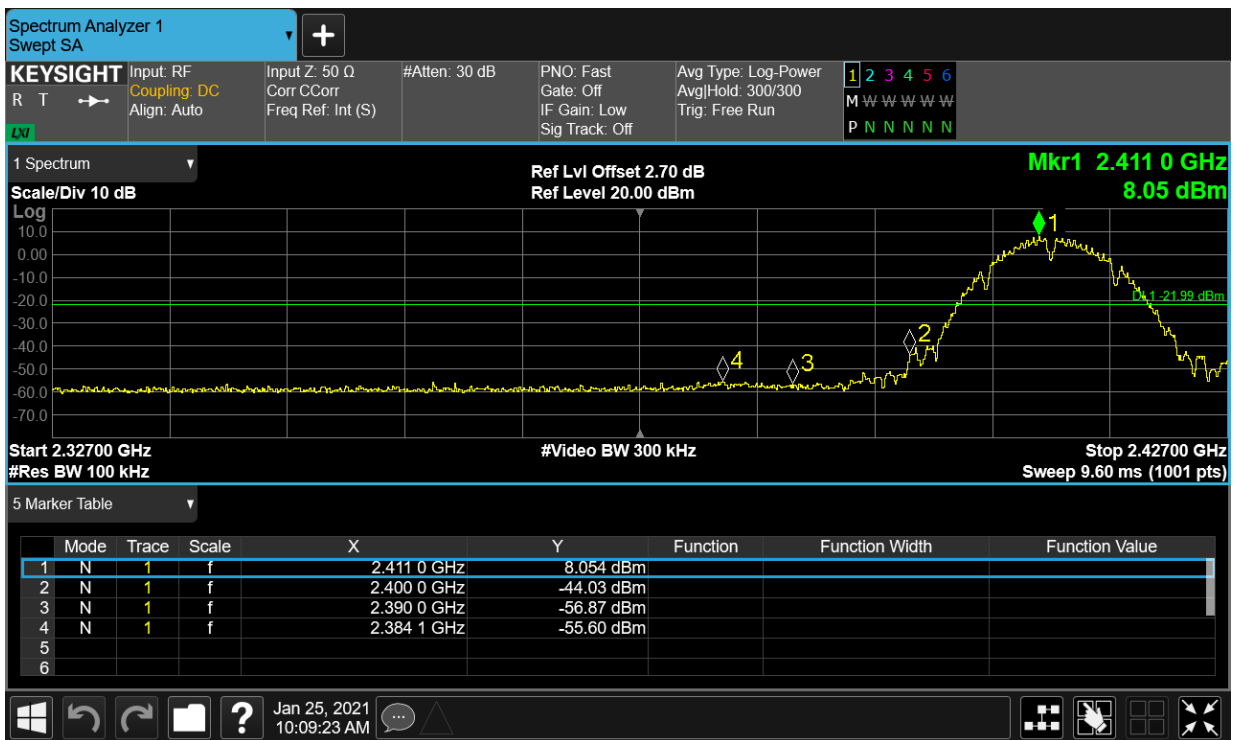 Spectrum Analyzer 1
Swept SA
KEYSIGHT
R T
LXI
Input: RF
Coupling: DC
Align: Auto
Input Z: 50 Ω
Corr CCorr
Freq Ref: Int (S)
#Atten: 30 dB
PNO: Fast
Gate: Off
IF Gain: Low
Sig Track: Off
Avg Type: Log-Power
Avg|Hold: 300/300
Trig: Free Run
1 2 3 4 5 6
M W W W W W
P N N N N N
1 Spectrum
Scale/Div 10 dB
Ref Lvl Offset 2.70 dB
Ref Level 20.00 dBm
Mkr1 2.411 0 GHz
8.05 dBm
Log
10.0
0.00
-10.0
-20.0
-30.0
-40.0
-50.0
-60.0
-70.0
1
DL1 -21.99 dBm
2
4
3
Start 2.32700 GHz
#Res BW 100 kHz
#Video BW 300 kHz
Stop 2.42700 GHz
Sweep 9.60 ms (1001 pts)
5 Marker Table
Mode Trace Scale X Y Function Function Width Function Value
1 N 1 f 2.411 0 GHz 8.054 dBm
2 N 1 f 2.400 0 GHz -44.03 dBm
3 N 1 f 2.390 0 GHz -56.87 dBm
4 N 1 f 2.384 1 GHz -55.60 dBm
5
6
?
Jan 25, 2021
10:09:23 AM